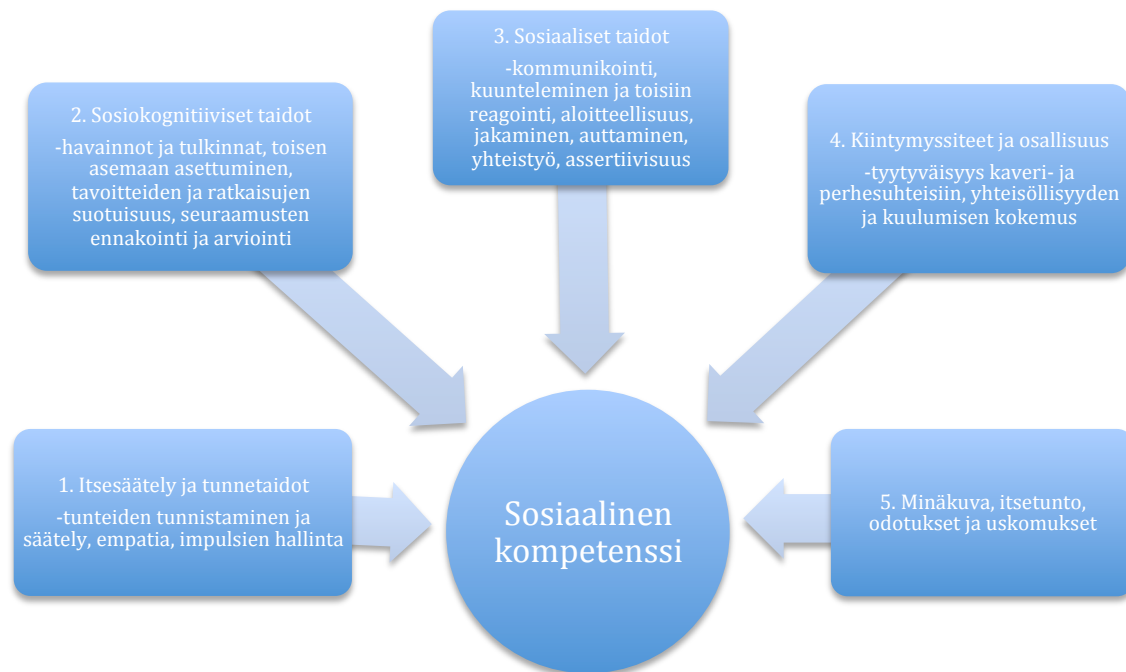 1. Itsesäätely ja tunnetaidot
-tunteiden tunnistaminen ja
säätely, empatia, impulsien hallinta
2. Sosiokognitiiviset taidot
-havainnot ja tulkinnat, toisen
asemaan asettuminen,
tavoitteiden ja ratkaisujen
suotuisuus, seuraamusten
ennakointi ja arviointi
3. Sosiaaliset taidot
-kommunikointi,
kuunteleminen ja toisiin
reagointi, aloitteellisuus,
jakaminen, auttaminen,
yhteistyö, assertiivisuus
4. Kiintymyssiteet ja osallisuus
-tyytyväisyys kaveri- ja
perhesuhteisiin, yhteisöllisyyden
ja kuulumisen kokemus
5. Minäkuva, itsetunto,
odotukset ja uskomukset
Sosiaalinen
kompetenssi